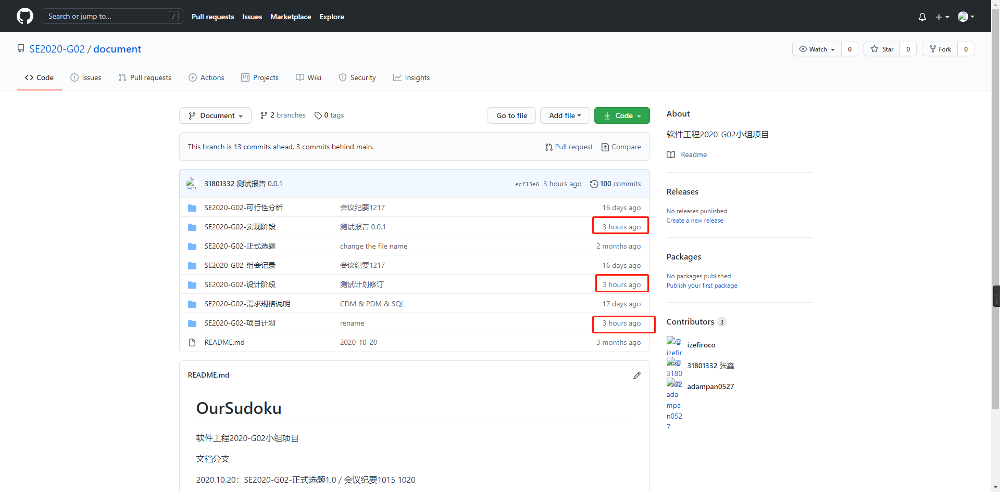 Search or jump to... /
Pull requests Issues Marketplace Explore
SE2020-G02 / document
Watch 0 Star 0 Fork 0
Code Issues Pull requests Actions Projects Wiki Security Insights
Document 2 branches 0 tags Go to file Add file Code
This branch is 13 commits ahead, 3 commits behind main. Pull request Compare
31801332 测试报告 0.0.1 ecf13e6 3 hours ago 100 commits
SE2020-G02-可行性分析 会议纪要1217 16 days ago
SE2020-G02-实现阶段 测试报告 0.0.1 3 hours ago
SE2020-G02-正式选题 change the file name 2 months ago
SE2020-G02-组会记录 会议纪要1217 16 days ago
SE2020-G02-设计阶段 测试计划修订 3 hours ago
SE2020-G02-需求规格说明 CDM & PDM & SQL 17 days ago
SE2020-G02-项目计划 rename 3 hours ago
README.md 2020-10-20 3 months ago
README.md
OurSudoku
软件工程2020-G02小组项目
文档分支
2020.10.20：SE2020-G02-正式选题1.0 / 会议纪要1015 1020
About
软件工程2020-G02小组项目
Readme
Releases
No releases published
Create a new release
Packages
No packages published
Publish your first package
Contributors 3
@izefir
izefiroco
@3180
31801332 张鑫
@
ada
mpa
n052
7
adampan0527